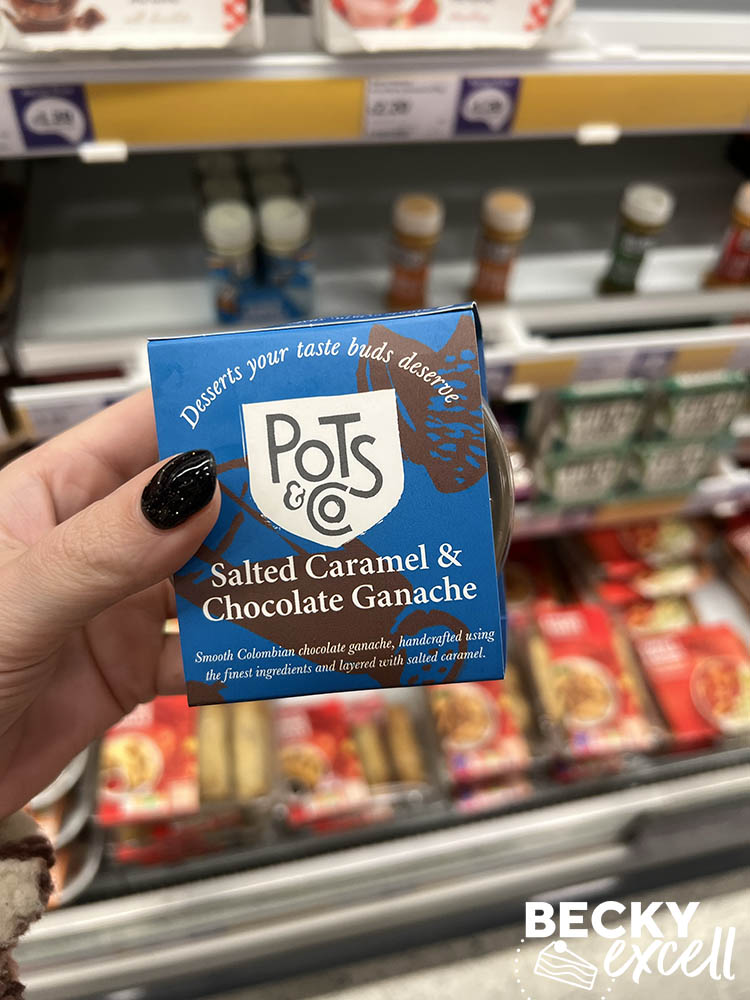 Desserts your taste buds deserve
POTS
& Co
Salted Caramel &
Chocolate Ganache
Smooth Colombian chocolate ganache, handcrafted using
the finest ingredients and layered with salted caramel.
BECKY
excell